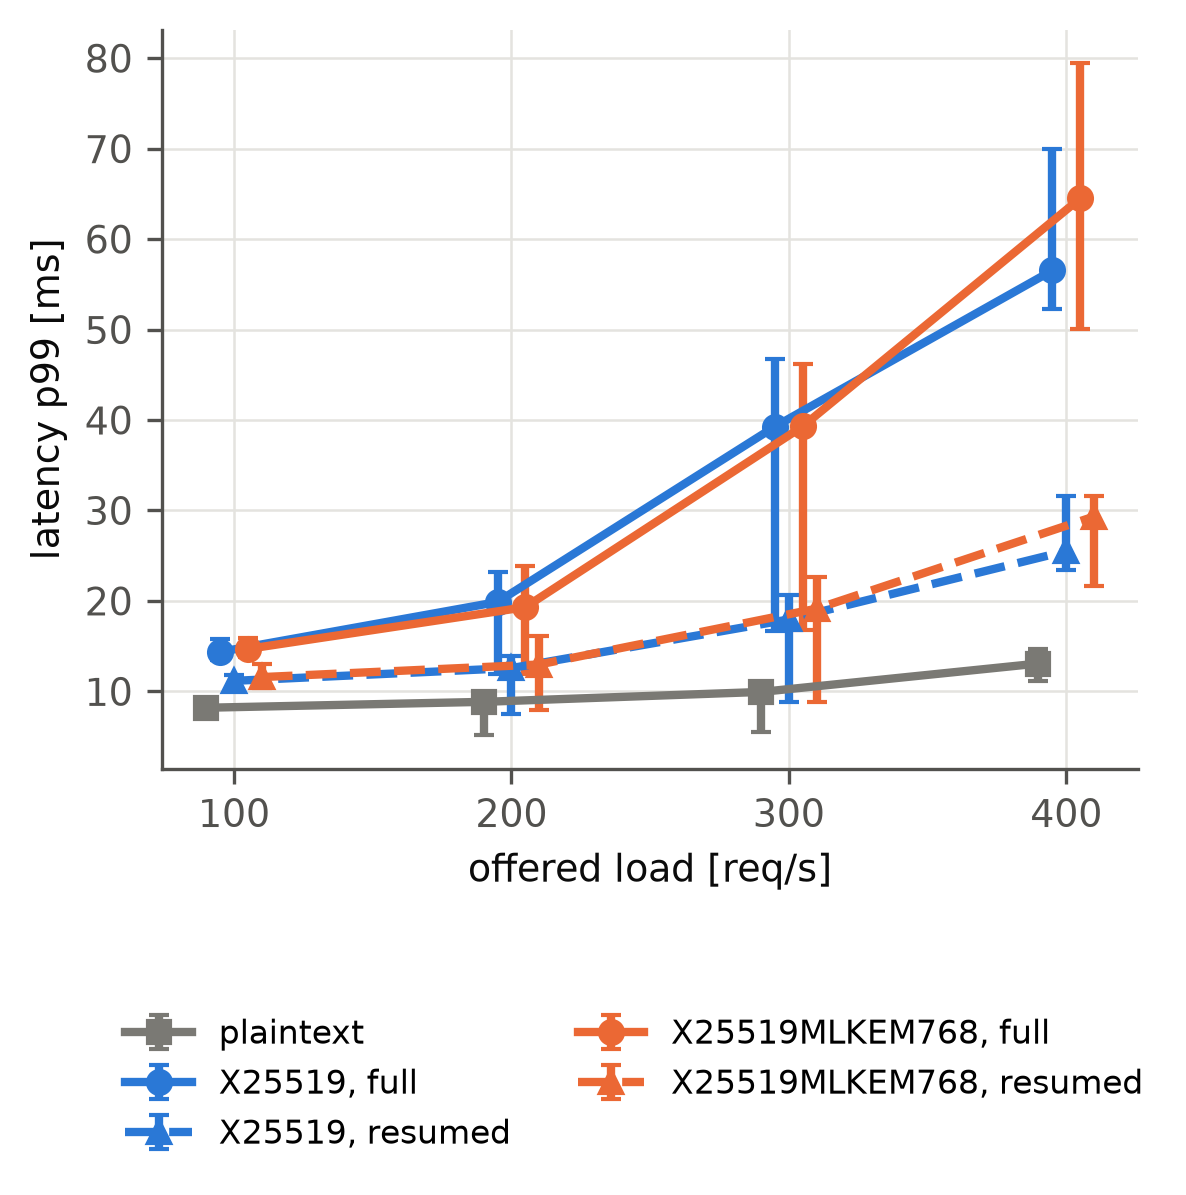 80
70
60
50
40
30
20
10
latency p99 [ms]
100 200 300 400
offered load [req/s]
plaintext
X25519, full
X25519, resumed
X25519MLKEM768, full
X25519MLKEM768, resumed